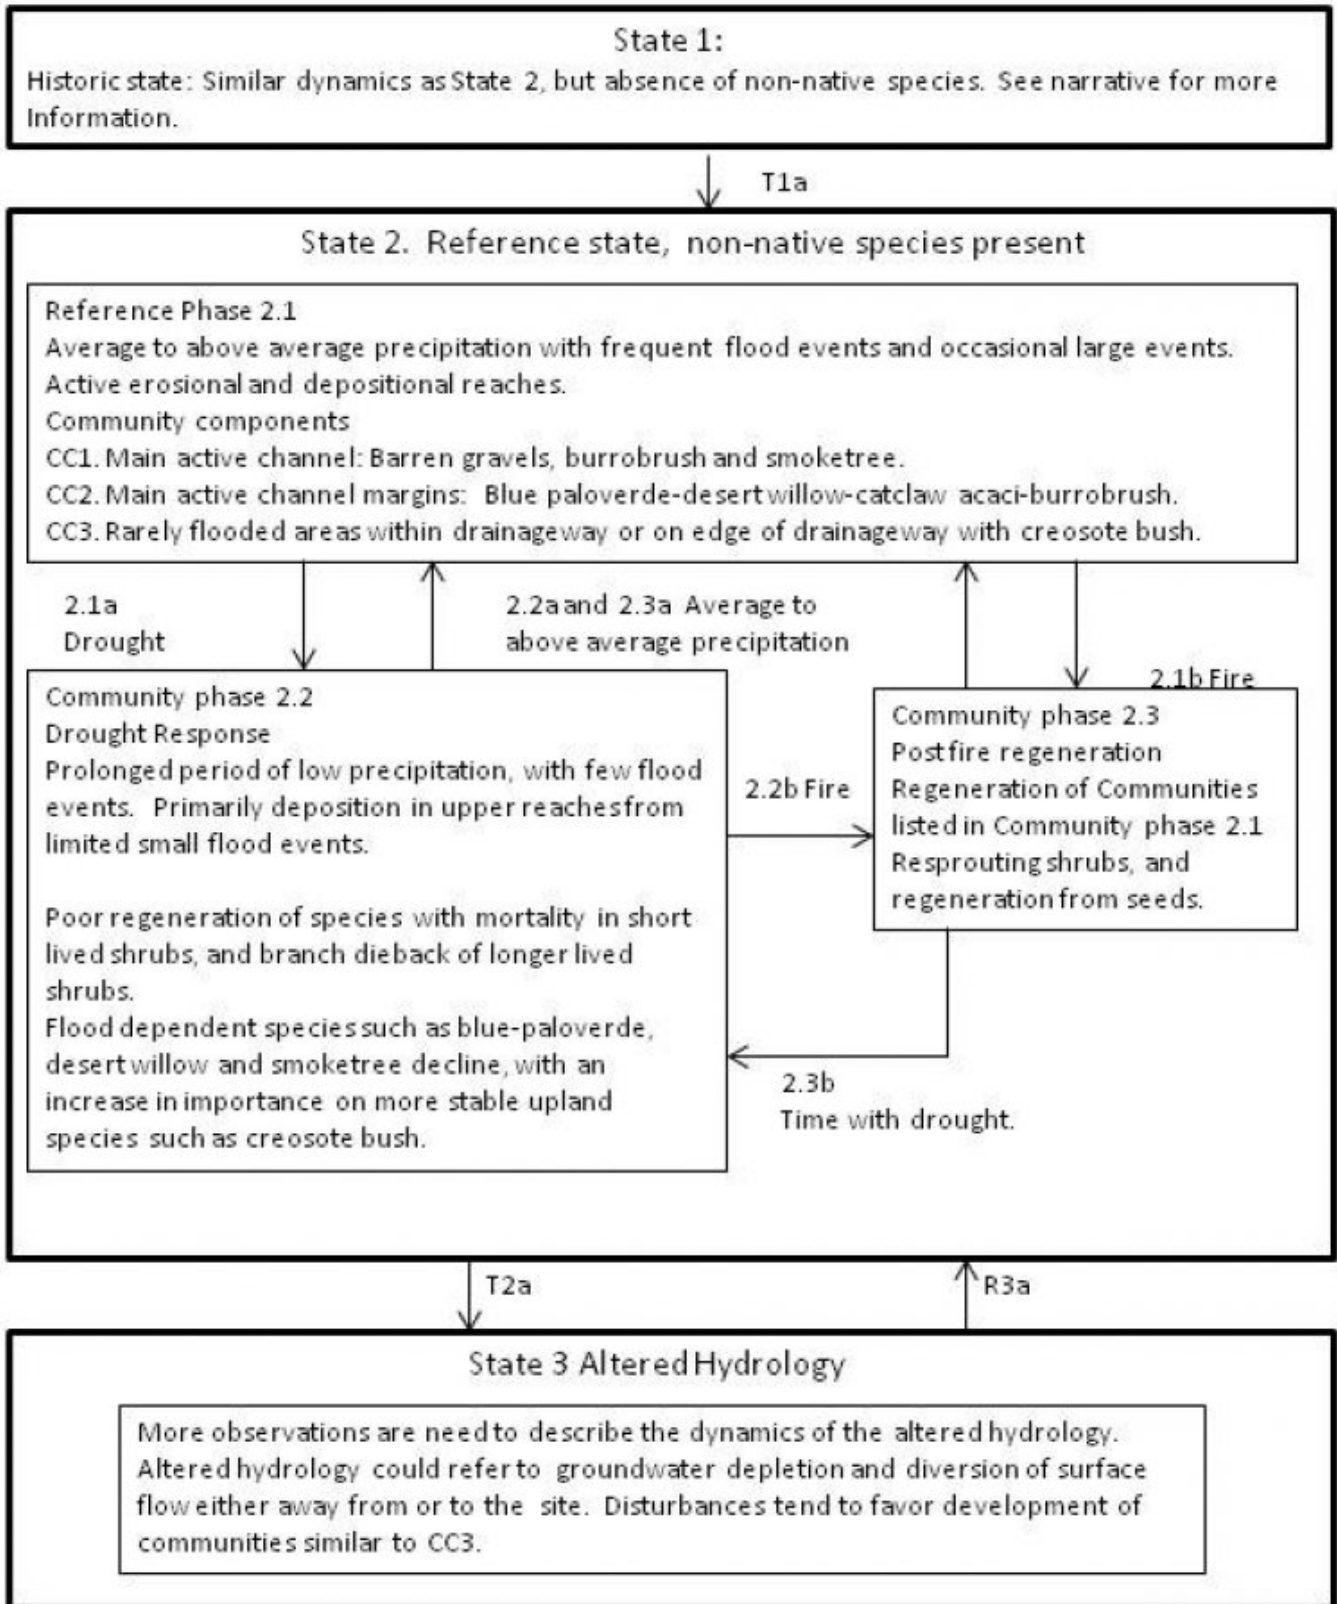 State 1:
Historic state: Similar dynamics as State 2, but absence of non-native species. See narrative for more
Information.
T1a
State 2. Reference state, non-native species present
Reference Phase 2.1
Average to above average precipitation with frequent flood events and occasional large events.
Active erosional and depositional reaches.
Community components
CC1. Main active channel: Barren gravels, burrobrush and smoketree.
CC2. Main active channel margins: Blue paloverde-desert willow-catclaw acaci-burrobrush.
CC3. Rarely flooded areas within drainageway or on edge of drainageway with creosote bush.
2.1a
Drought
2.2a and 2.3a Average to
above average precipitation
2.1b Fire
Community phase 2.2
Drought Response
Prolonged period of low precipitation, with few flood
events. Primarily deposition in upper reaches from
limited small flood events.
Poor regeneration of species with mortality in short
lived shrubs, and branch dieback of longer lived
shrubs.
Flood dependent species such as blue-paloverde,
desert willow and smoketree decline, with an
increase in importance on more stable upland
species such as creosote bush.
2.2b Fire
Community phase 2.3
Post fire regeneration
Regeneration of Communities
listed in Community phase 2.1
Resprouting shrubs, and
regeneration from seeds.
2.3b
Time with drought.
T2a
R3a
State 3 Altered Hydrology
More observations are need to describe the dynamics of the altered hydrology.
Altered hydrology could refer to groundwater depletion and diversion of surface
flow either away from or to the site. Disturbances tend to favor development of
communities similar to CC3.